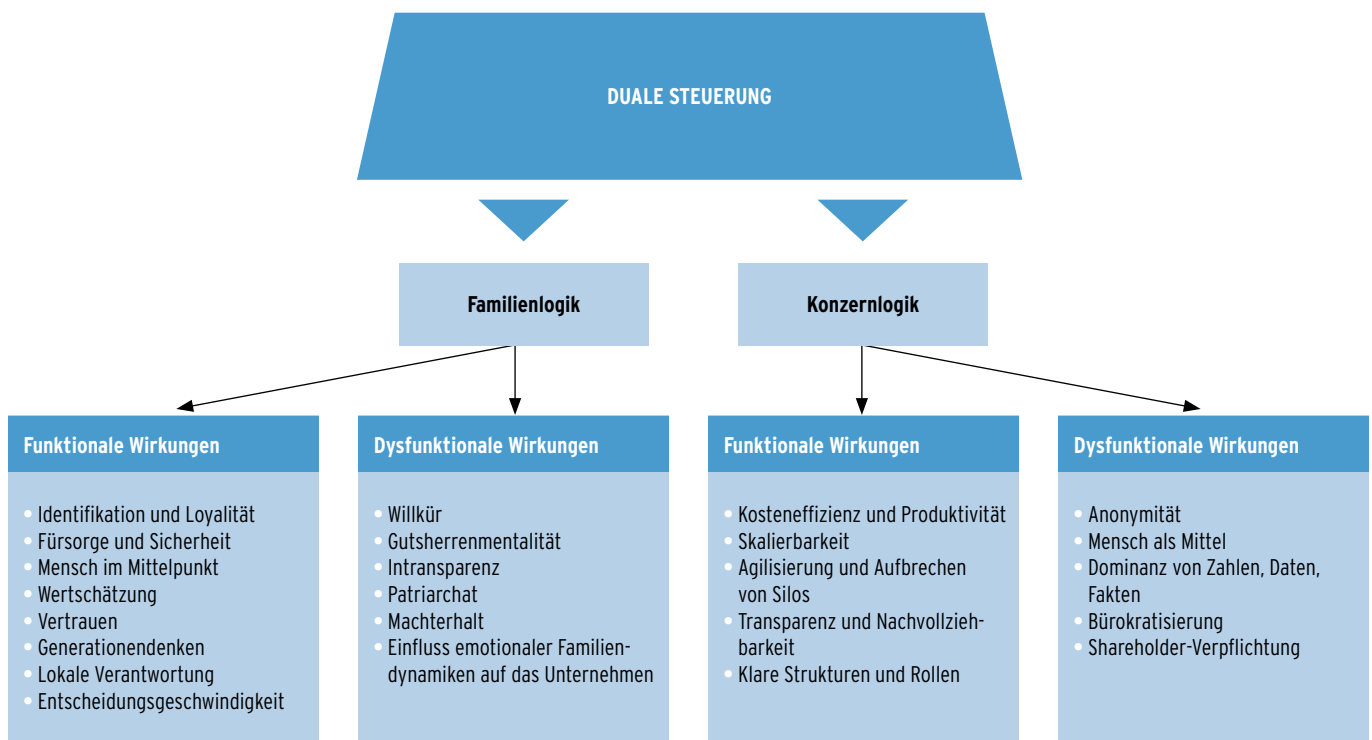 DUALE STEUERUNG
Familienlogik
Konzernlogik
Funktionale Wirkungen
• Identifikation und Loyalität
• Fürsorge und Sicherheit
• Mensch im Mittelpunkt
• Wertschätzung
• Vertrauen
• Generationendenken
• Lokale Verantwortung
• Entscheidungsgeschwindigkeit
Dysfunktionale Wirkungen
• Willkür
• Gutsherrenmentalität
• Intransparenz
• Patriarchat
• Machterhalt
• Einfluss emotionaler Familien-
dynamiken auf das Unternehmen
Funktionale Wirkungen
• Kosteneffizienz und Produktivität
• Skalierbarkeit
• Agilisierung und Aufbrechen
von Silos
• Transparenz und Nachvollzieh-
barkeit
• Klare Strukturen und Rollen
Dysfunktionale Wirkungen
• Anonymität
• Mensch als Mittel
• Dominanz von Zahlen, Daten,
Fakten
• Bürokratisierung
• Shareholder-Verpflichtung